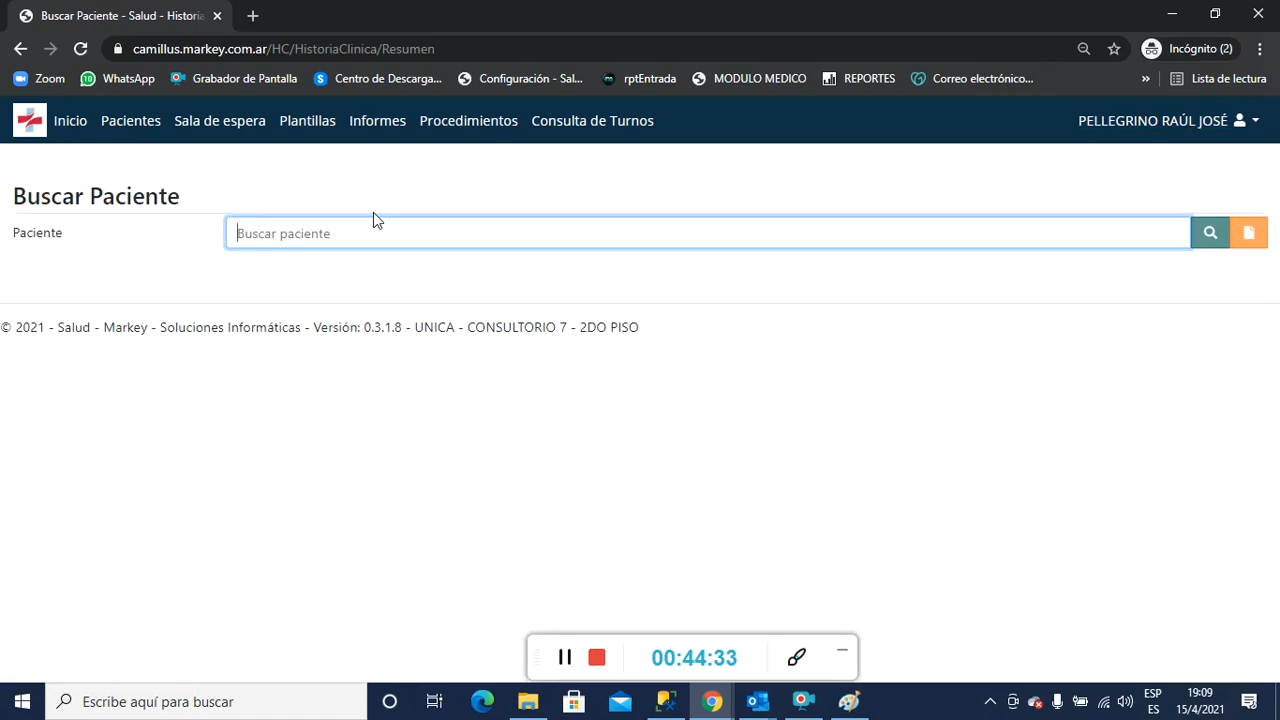 Buscar Paciente - Salud - Historia
camillus.markey.com.ar/HC/HistoriaClinica/Resumen
Incógnito (2)
Zoom
WhatsApp
Grabador de Pantalla
Centro de Descarga...
Configuración - Sal...
rptEntrada
MODULO MEDICO
REPORTES
Correo electrónico...
»
Lista de lectura
Inicio Pacientes Sala de espera Plantillas Informes Procedimientos Consulta de Turnos
PELLEGRINO RAÚL JOSÉ
Buscar Paciente
Paciente
Buscar paciente
© 2021 - Salud - Markey - Soluciones Informáticas - Versión: 0.3.1.8 - UNICA - CONSULTORIO 7 - 2DO PISO
00:44:33
Escribe aquí para buscar
ESP
ES
19:09
15/4/2021